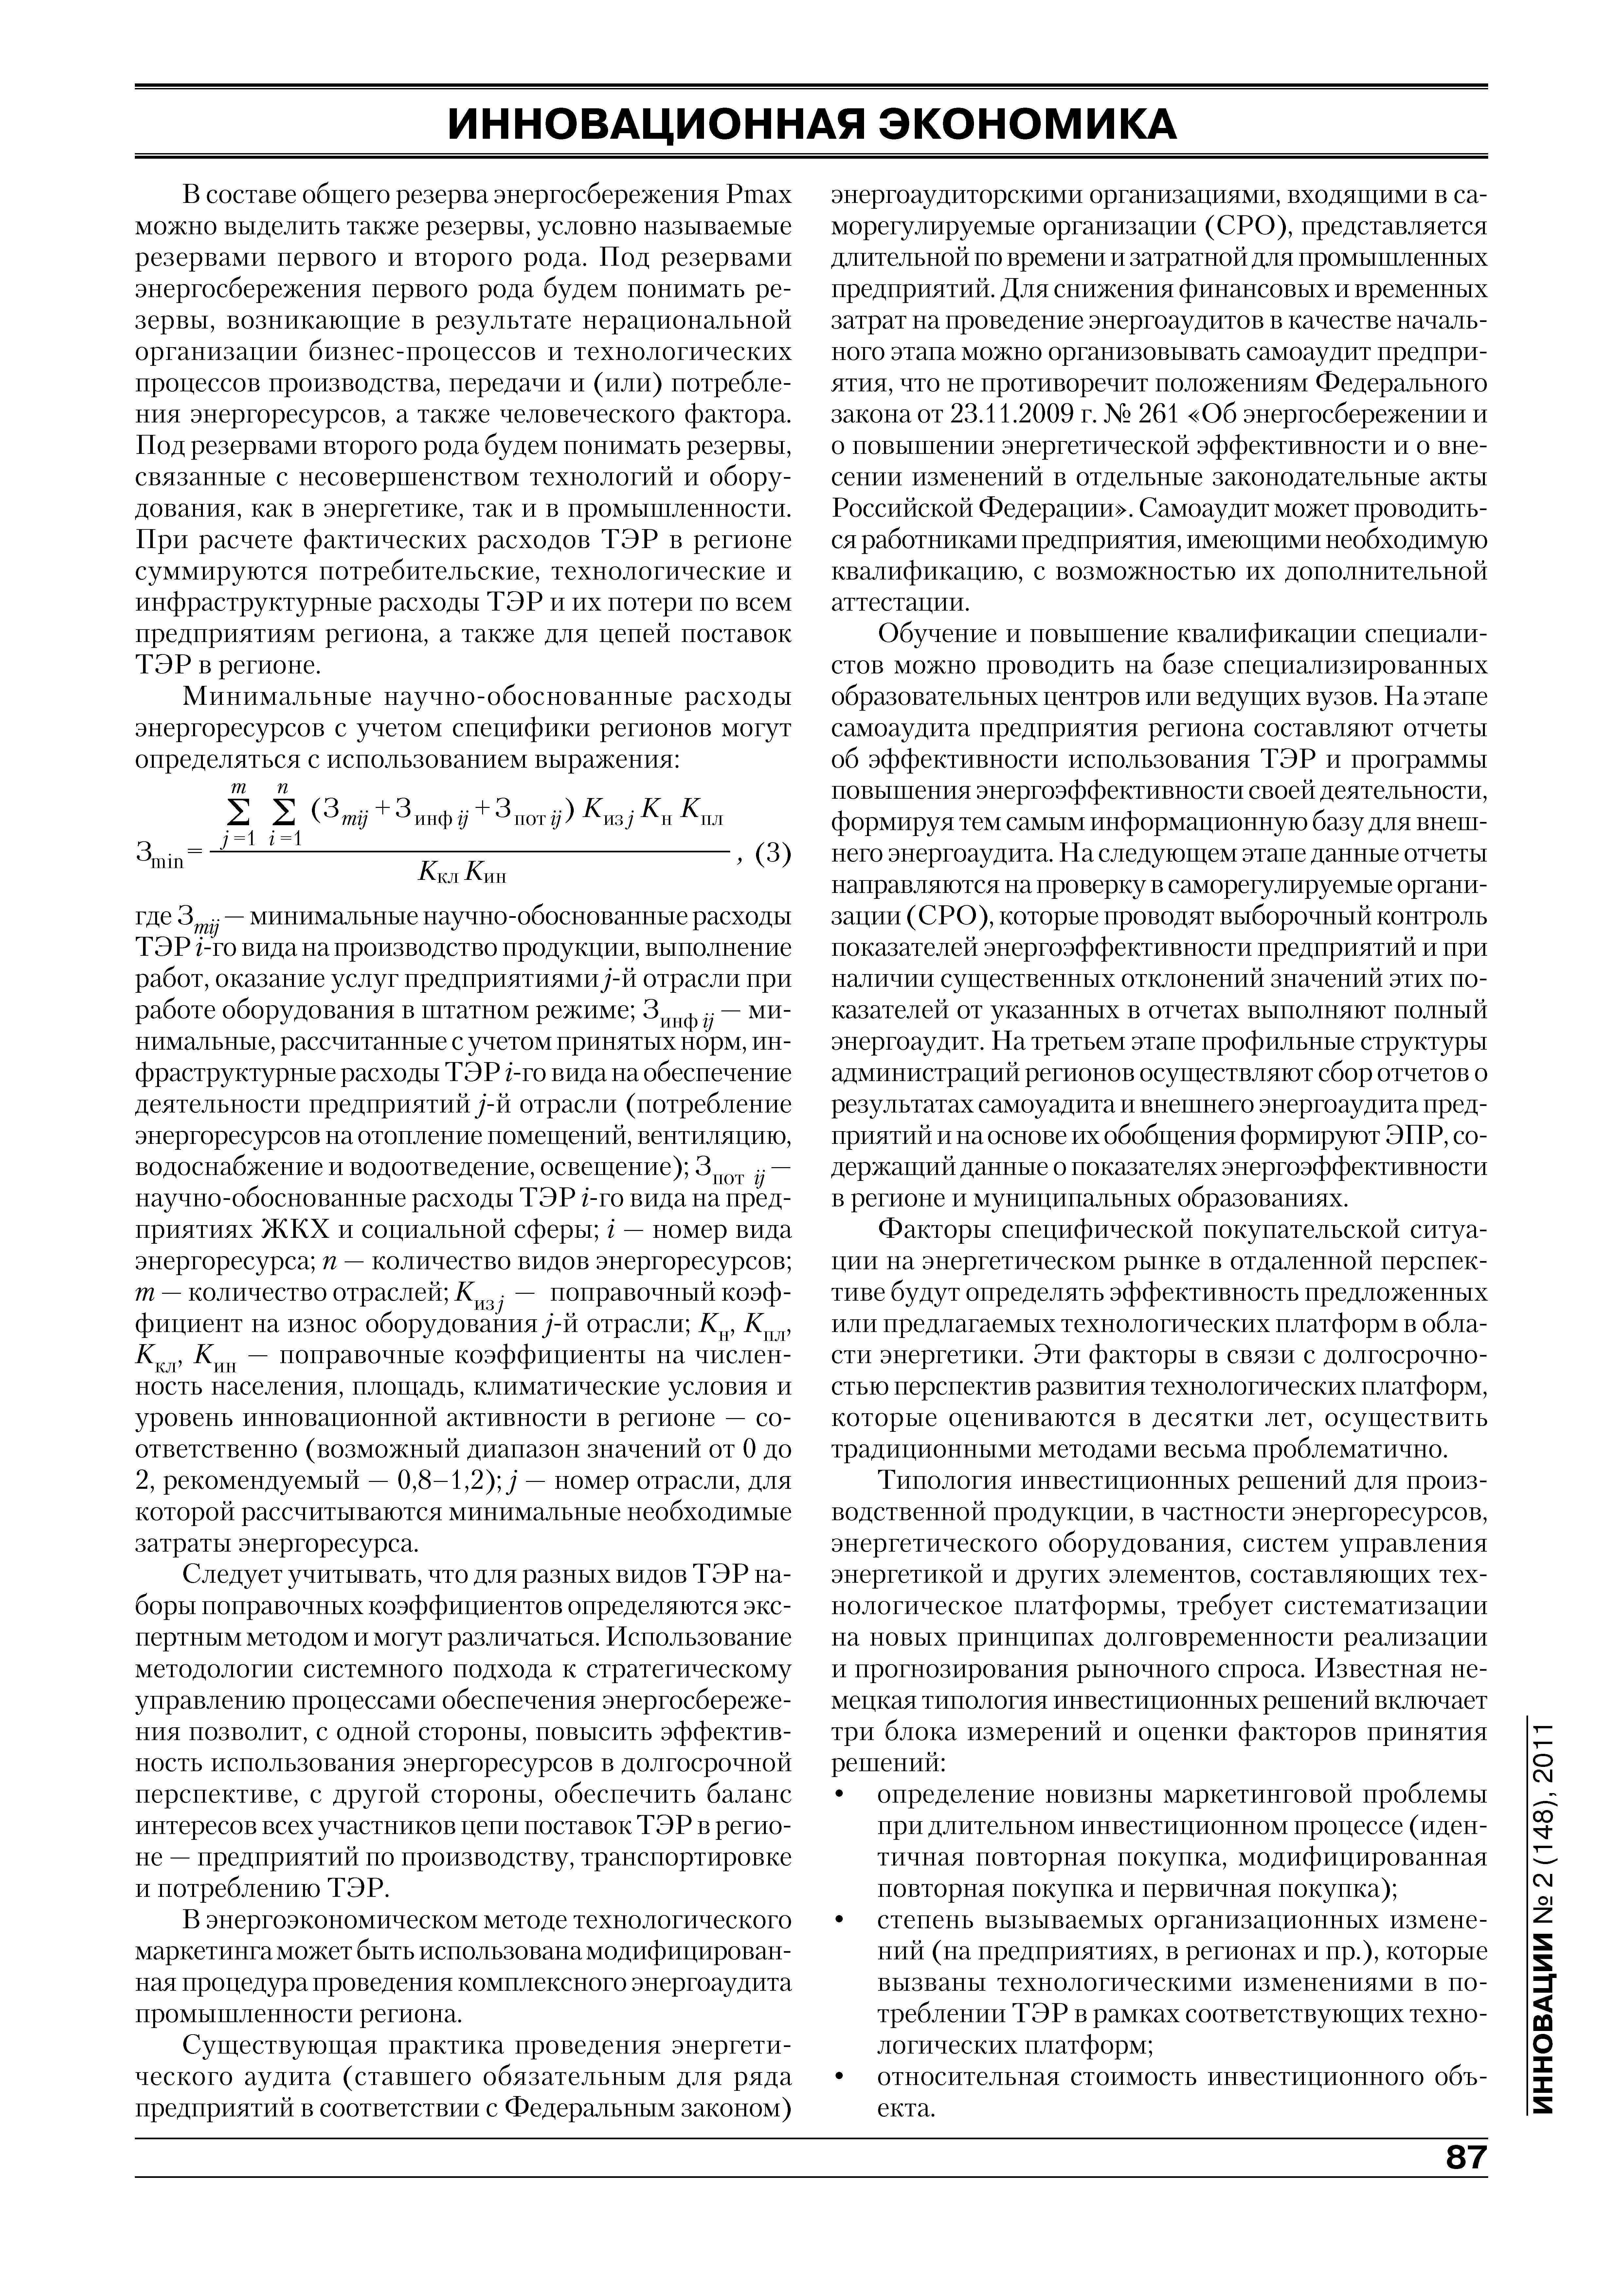 ИННОВАЦИОННАЯ ЭКОНОМИКА
В составе общего резерва энергосбережения Pmax
можно выделить также резервы, условно называемые
резервами первого и второго рода. Под резервами
энергосбережения первого рода будем понимать ре-
зервы, возникающие в результате нерациональной
организации бизнес-процессов и технологических
процессов производства, передачи и (или) потребле-
ния энергоресурсов, а также человеческого фактора.
Под резервами второго рода будем понимать резервы,
связанные с несовершенством технологий и обору-
дования, как в энергетике, так и в промышленности.
При расчете фактических расходов ТЭР в регионе
суммируются потребительские, технологические и
инфраструктурные расходы ТЭР и их потери по всем
предприятиям региона, а также для цепей поставок
ТЭР в регионе.
Минимальные научно-обоснованные расходы
энергоресурсов с учетом специфики регионов могут
определяться с использованием выражения:
m n
Σ Σ (З mij + З инф ij + З пот ij) K из j K н K пл
j =1 i =1
З min = , (3)
K кл K ин
где З mij — минимальные научно-обоснованные расходы
ТЭР i-го вида на производство продукции, выполнение
работ, оказание услуг предприятиями j-й отрасли при
работе оборудования в штатном режиме; З инф ij — ми-
нимальные, рассчитанные с учетом принятых норм, ин-
фраструктурные расходы ТЭР i-го вида на обеспечение
деятельности предприятий j-й отрасли (потребление
энергоресурсов на отопление помещений, вентиляцию,
водоснабжение и водоотведение, освещение); З пот ij —
научно-обоснованные расходы ТЭР i-го вида на пред-
приятиях ЖКХ и социальной сферы; i — номер вида
энергоресурса; n — количество видов энергоресурсов;
m — количество отраслей; K из j — поправочный коэф-
фициент на износ оборудования j-й отрасли; K н, K пл,
K кл, K ин — поправочные коэффициенты на числен-
ность населения, площадь, климатические условия и
уровень инновационной активности в регионе — со-
ответственно (возможный диапазон значений от 0 до
2, рекомендуемый — 0,8–1,2); j — номер отрасли, для
которой рассчитываются минимальные необходимые
затраты энергоресурса.
Следует учитывать, что для разных видов ТЭР на-
боры поправочных коэффициентов определяются экс-
пертным методом и могут различаться. Использование
методологии системного подхода к стратегическому
управлению процессами обеспечения энергосбереже-
ния позволит, с одной стороны, повысить эффектив-
ность использования энергоресурсов в долгосрочной
перспективе, с другой стороны, обеспечить баланс
интересов всех участников цепи поставок ТЭР в регио-
не — предприятий по производству, транспортировке
и потреблению ТЭР.
В энергоэкономическом методе технологического
маркетинга может быть использована модифицирован-
ная процедура проведения комплексного энергоаудита
промышленности региона.
Существующая практика проведения энергети-
ческого аудита (ставшего обязательным для ряда
предприятий в соответствии с Федеральным законом)
энергоаудиторскими организациями, входящими в са-
морегулируемые организации (СРО), представляется
длительной по времени и затратной для промышленных
предприятий. Для снижения финансовых и временных
затрат на проведение энергоаудитов в качестве началь-
ного этапа можно организовывать самоаудит предпри-
ятия, что не противоречит положениям Федерального
закона от 23.11.2009 г. № 261 «Об энергосбережении и
о повышении энергетической эффективности и о вне-
сении изменений в отдельные законодательные акты
Российской Федерации». Самоаудит может проводить-
ся работниками предприятия, имеющими необходимую
квалификацию, с возможностью их дополнительной
аттестации.
Обучение и повышение квалификации специали-
стов можно проводить на базе специализированных
образовательных центров или ведущих вузов. На этапе
самоаудита предприятия региона составляют отчеты
об эффективности использования ТЭР и программы
повышения энергоэффективности своей деятельности,
формируя тем самым информационную базу для внеш-
него энергоаудита. На следующем этапе данные отчеты
направляются на проверку в саморегулируемые органи-
зации (СРО), которые проводят выборочный контроль
показателей энергоэффективности предприятий и при
наличии существенных отклонений значений этих по-
казателей от указанных в отчетах выполняют полный
энергоаудит. На третьем этапе профильные структуры
администраций регионов осуществляют сбор отчетов о
результатах самоуадита и внешнего энергоаудита пред-
приятий и на основе их обобщения формируют ЭПР, со-
держащий данные о показателях энергоэффективности
в регионе и муниципальных образованиях.
Факторы специфической покупательской ситуа-
ции на энергетическом рынке в отдаленной перспек-
тиве будут определять эффективность предложенных
или предлагаемых технологических платформ в обла-
сти энергетики. Эти факторы в связи с долгосрочно-
стью перспектив развития технологических платформ,
которые оцениваются в десятки лет, осуществить
традиционными методами весьма проблематично.
Типология инвестиционных решений для произ-
водственной продукции, в частности энергоресурсов,
энергетического оборудования, систем управления
энергетикой и других элементов, составляющих тех-
нологическое платформы, требует систематизации
на новых принципах долговременности реализации
и прогнозирования рыночного спроса. Известная не-
мецкая типология инвестиционных решений включает
три блока измерений и оценки факторов принятия
решений:
• определение новизны маркетинговой проблемы
при длительном инвестиционном процессе (иден-
тичная повторная покупка, модифицированная
повторная покупка и первичная покупка);
• степень вызываемых организационных измене-
ний (на предприятиях, в регионах и пр.), которые
вызваны технологическими изменениями в по-
треблении ТЭР в рамках соответствующих техно-
логических платформ;
• относительная стоимость инвестиционного объ-
екта.
ИННОВАЦИИ № 2 (148), 2011
87